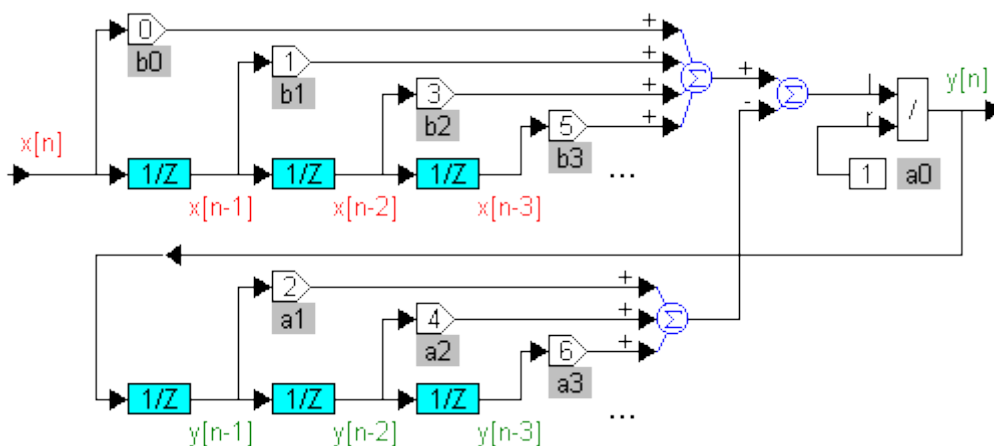 0
+
b0
1
+
+
y[n]
b1
3
+
Σ
-
Σ
l
/
b2
5
+
r
x[n]
b3
1/Z
1/Z
1/Z
...
1
a0
x[n-1]
x[n-2]
x[n-3]
2
+
a1
4
+
Σ
a2
6
+
a3
1/Z
1/Z
1/Z
...
y[n-1]
y[n-2]
y[n-3]